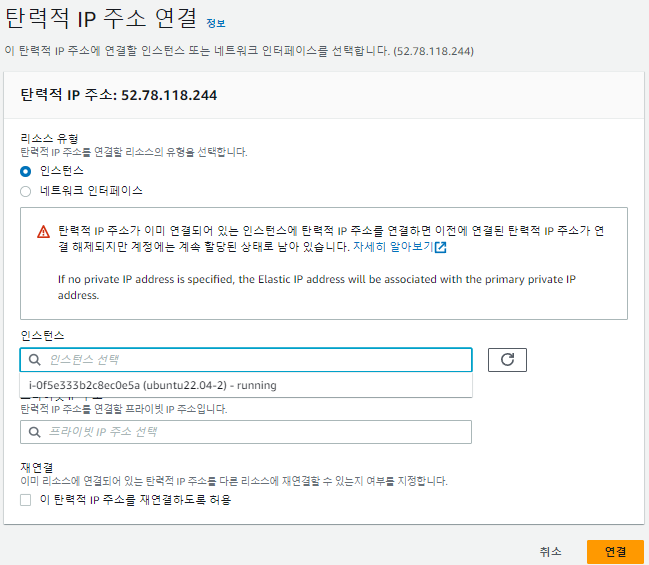 탄력적 IP 주소 연결 정보
이 탄력적 IP 주소에 연결할 인스턴스 또는 네트워크 인터페이스를 선택합니다. (52.78.118.244)
탄력적 IP 주소: 52.78.118.244
리소스 유형
탄력적 IP 주소를 연결할 리소스의 유형을 선택합니다.
인스턴스
네트워크 인터페이스
탄력적 IP 주소가 이미 연결되어 있는 인스턴스에 탄력적 IP 주소를 연결하면 이전에 연결된 탄력적 IP 주소가 연
결 해제되지만 계정에는 계속 할당된 상태로 남아 있습니다. 자세히 알아보기
If no private IP address is specified, the Elastic IP address will be associated with the primary private IP
address.
인스턴스
인스턴스 선택
i-0f5e333b2c8ec0e5a (ubuntu22.04-2) - running
탄력적 IP 주소를 연결할 프라이빗 IP 주소입니다.
프라이빗 IP 주소 선택
재연결
이미 리소스에 연결되어 있는 탄력적 IP 주소를 다른 리소스에 재연결할 수 있는지 여부를 지정합니다.
이 탄력적 IP 주소를 재연결하도록 허용
취소
연결